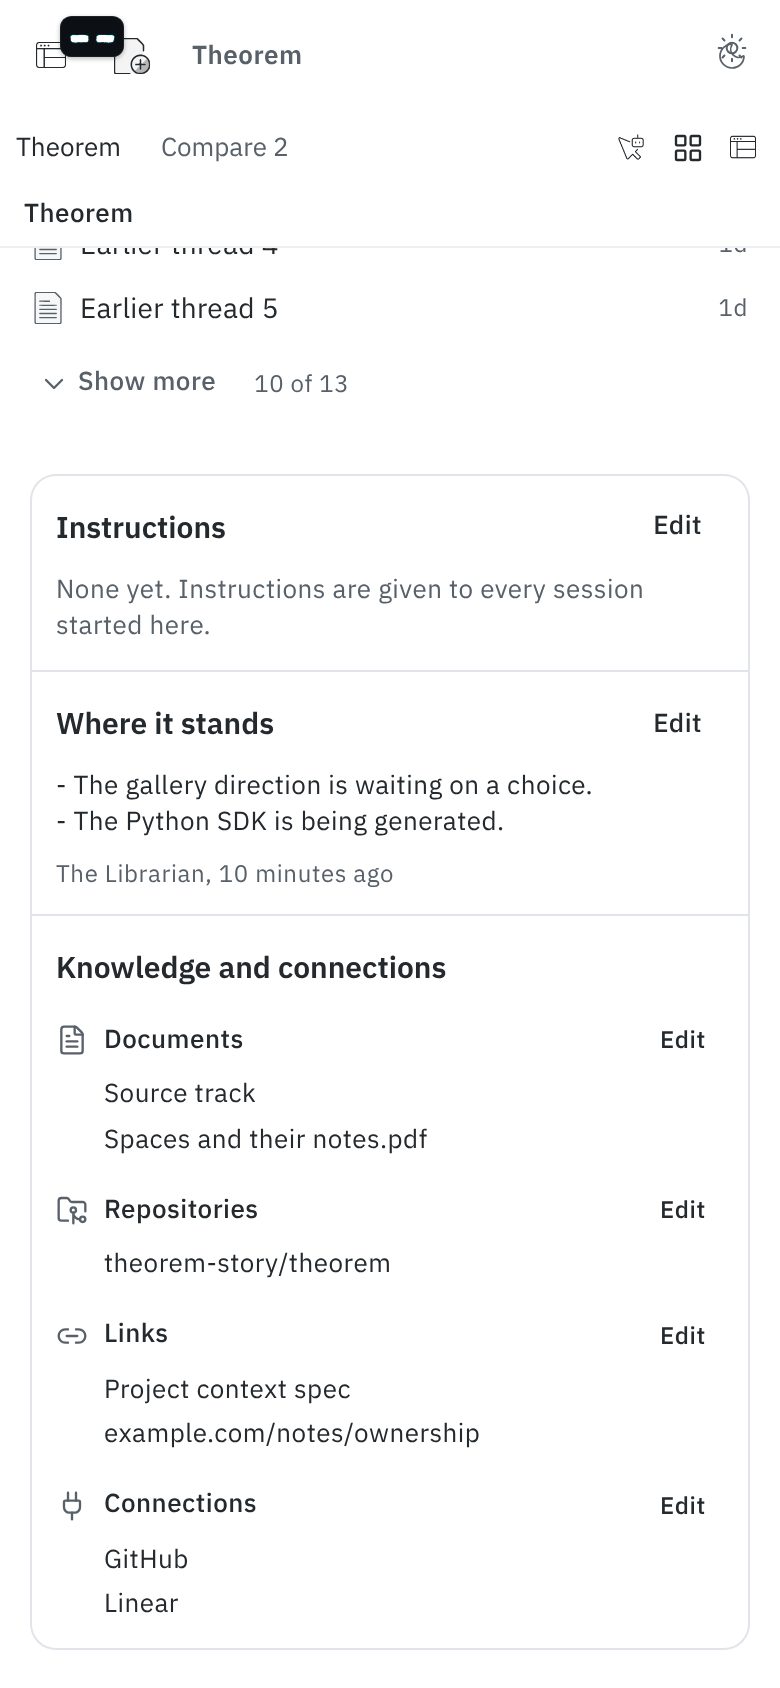 Theorem
Theorem
Compare 2
Theorem
Earlier thread 4
1d
Earlier thread 5
1d
Show more
10 of 13
Instructions
Edit
None yet. Instructions are given to every session
started here.
Where it stands
Edit
- The gallery direction is waiting on a choice.
- The Python SDK is being generated.
The Librarian, 10 minutes ago
Knowledge and connections
Documents
Edit
Source track
Spaces and their notes.pdf
Repositories
Edit
theorem-story/theorem
Links
Edit
Project context spec
example.com/notes/ownership
Connections
Edit
GitHub
Linear